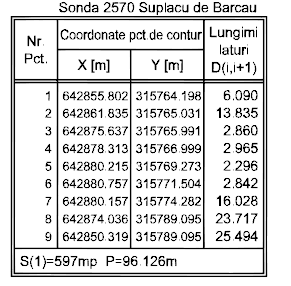 Sonda 2570 Suplacu de Barcau
Nr. Pct. Coordonate pct.de contur Lungimi laturi D(i,i+1)
X [m] Y [m]
1 642855.802 315764.198 6.090
2 642861.835 315765.031 13.835
3 642875.637 315765.991 2.860
4 642878.313 315766.999 2.965
5 642880.215 315769.273 2.296
6 642880.757 315771.504 2.842
7 642880.157 315774.282 16.028
8 642874.036 315789.095 23.717
9 642850.319 315789.095 25.494
S(1)=597mp P=96.126m